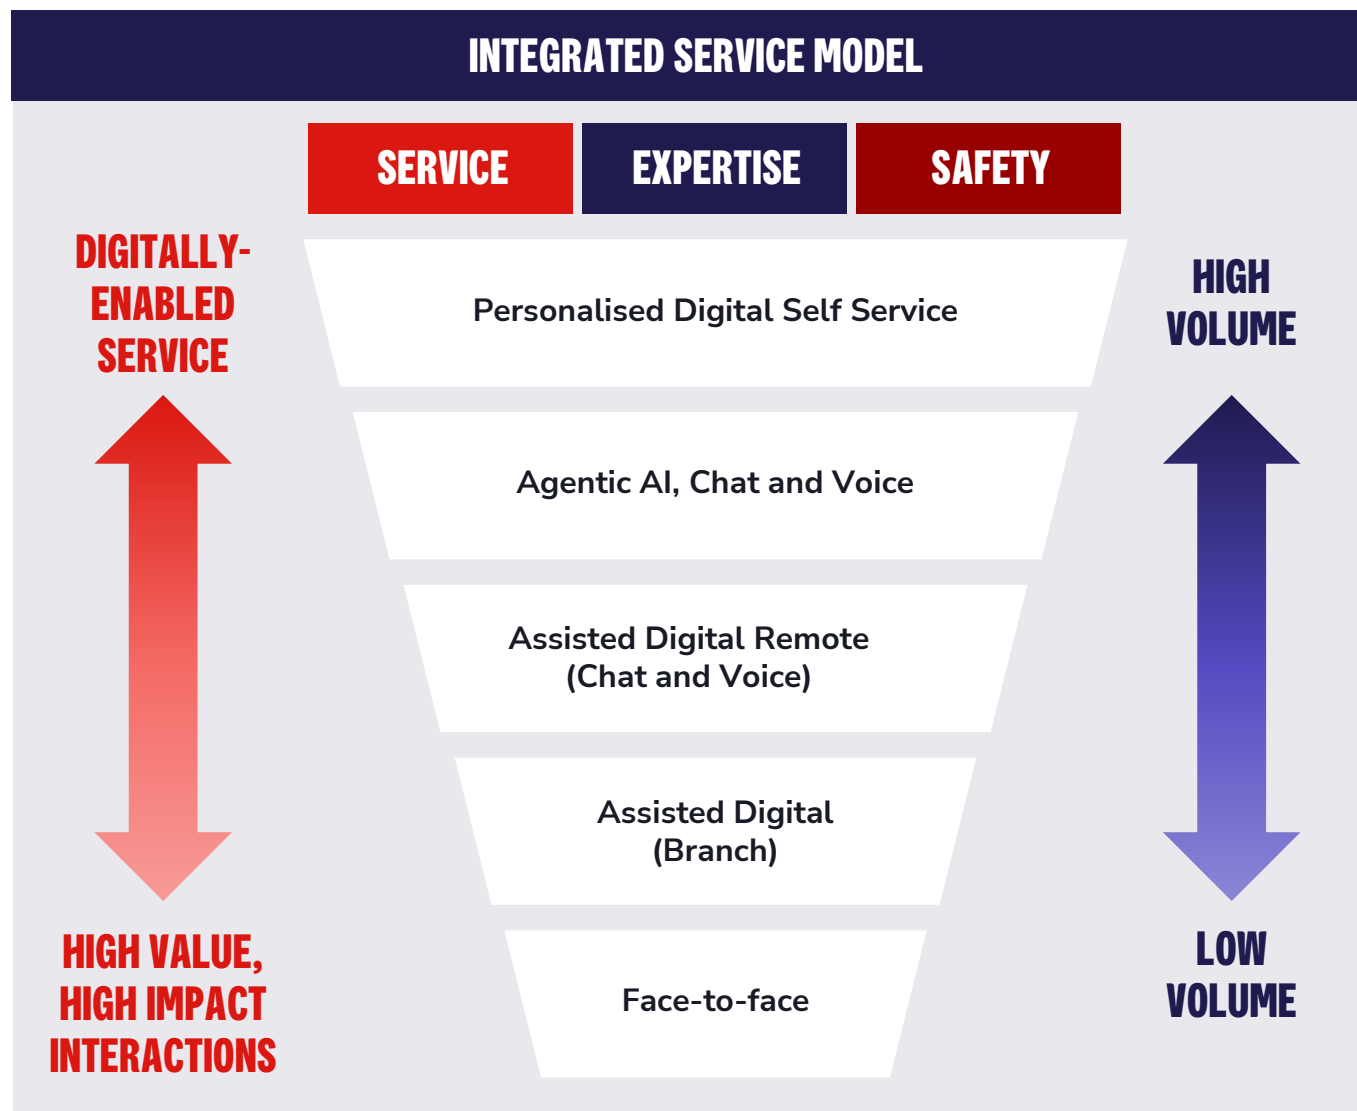 INTEGRATED SERVICE MODEL
SERVICE
EXPERTISE
SAFETY
DIGITALLY-
ENABLED
SERVICE
HIGH
VOLUME
Personalised Digital Self Service
Agentic AI, Chat and Voice
Assisted Digital Remote
(Chat and Voice)
Assisted Digital
(Branch)
Face-to-face
HIGH VALUE,
HIGH IMPACT
INTERACTIONS
LOW
VOLUME